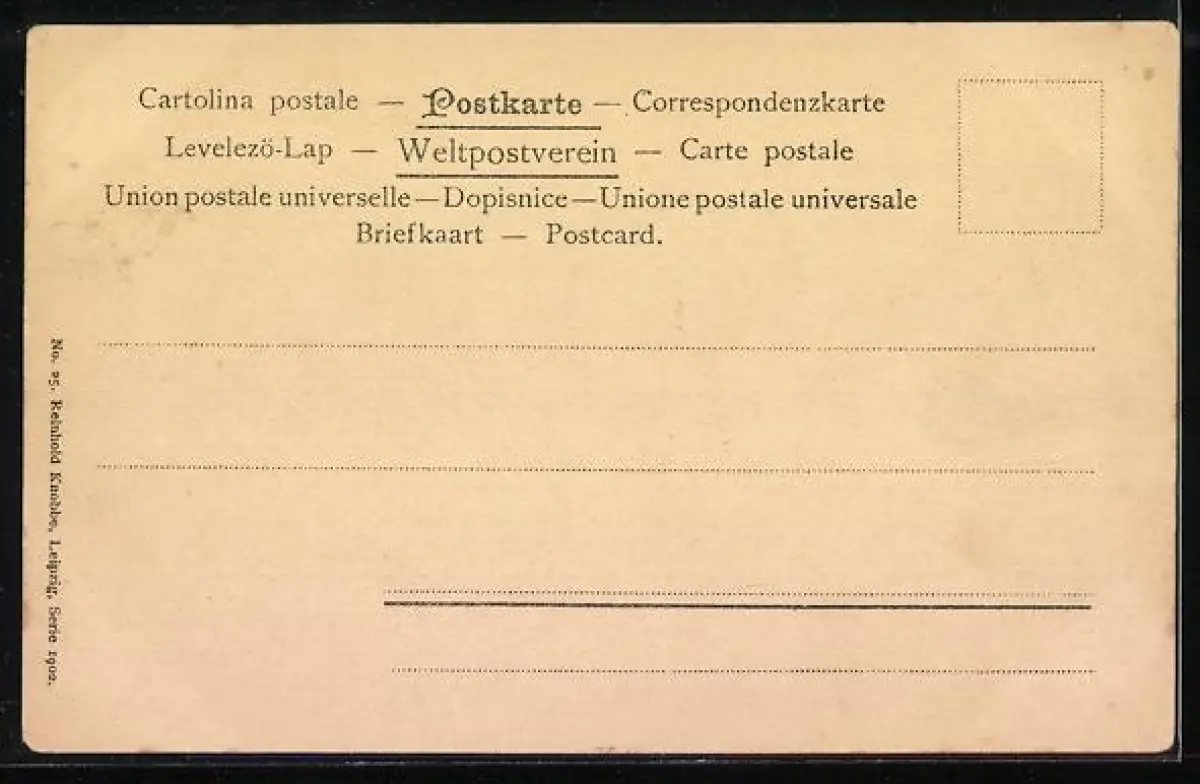 Cartolina postale — Postkarte — Correspondenzkarte
Levelezö-Lap — Weltpostverein — Carte postale
Union postale universelle — Dopisnice — Unione postale universale
Briefkaart — Postcard.
No. 25. Reinhold Knobbe, Leipzig, Serie 1902.